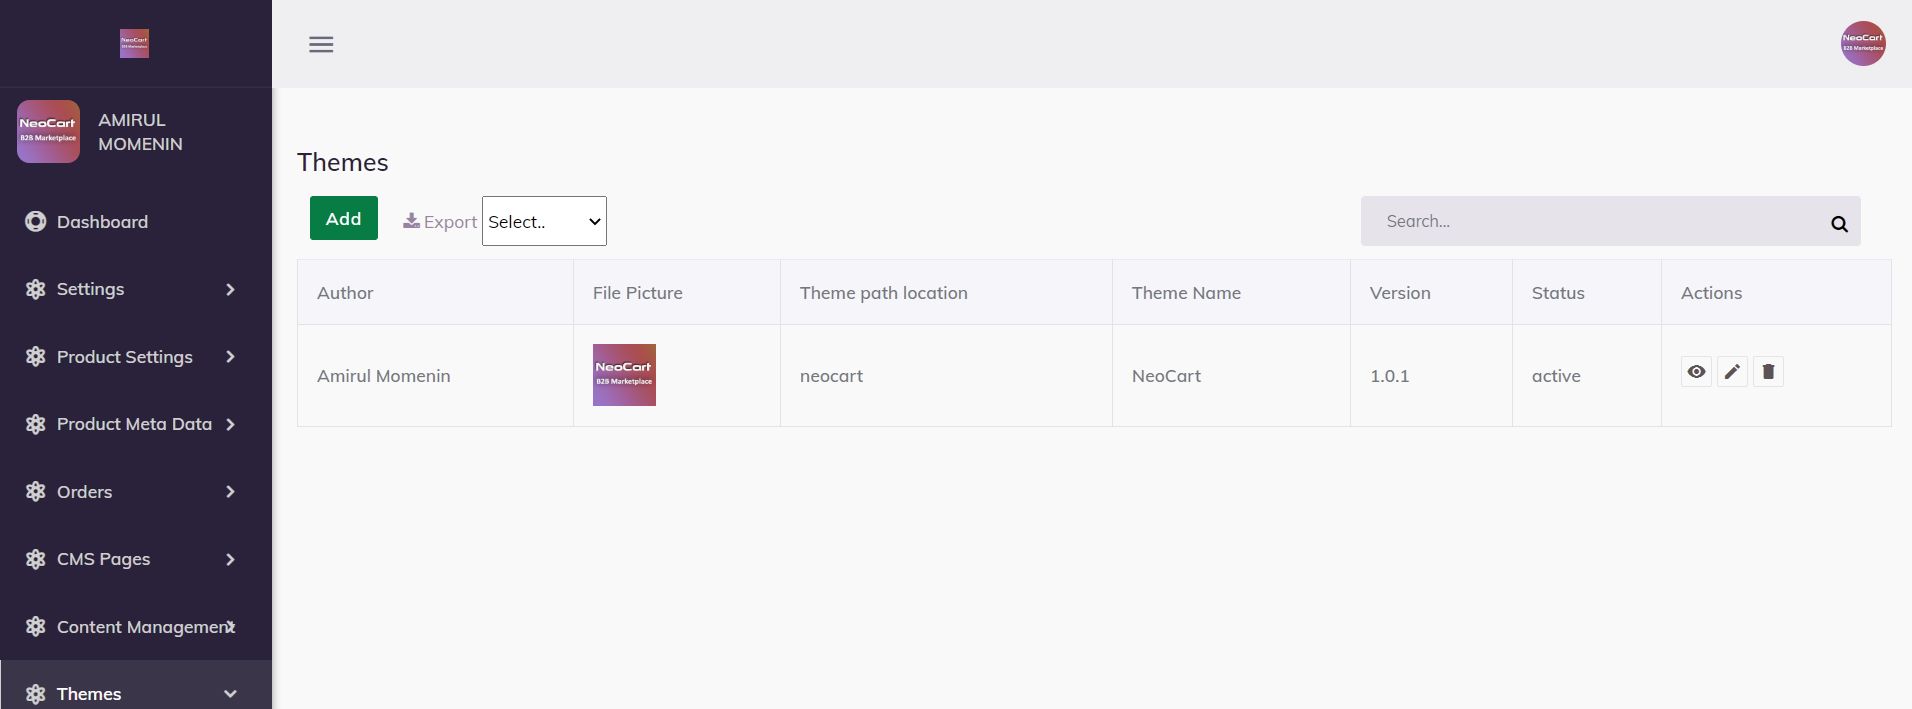 NeoCart
B2B Marketplace
NeoCart
B2B Marketplace
NeoCart
B2B Marketplace
AMIRUL
MOMENIN
Dashboard
Settings
Product Settings
Product Meta Data
Orders
CMS Pages
Content Management
Themes
Themes
Add
Export Select..
Search...
Author File Picture Theme path location Theme Name Version Status Actions
NeoCart
B2B Marketplace
Amirul Momenin neocart NeoCart 1.0.1 active